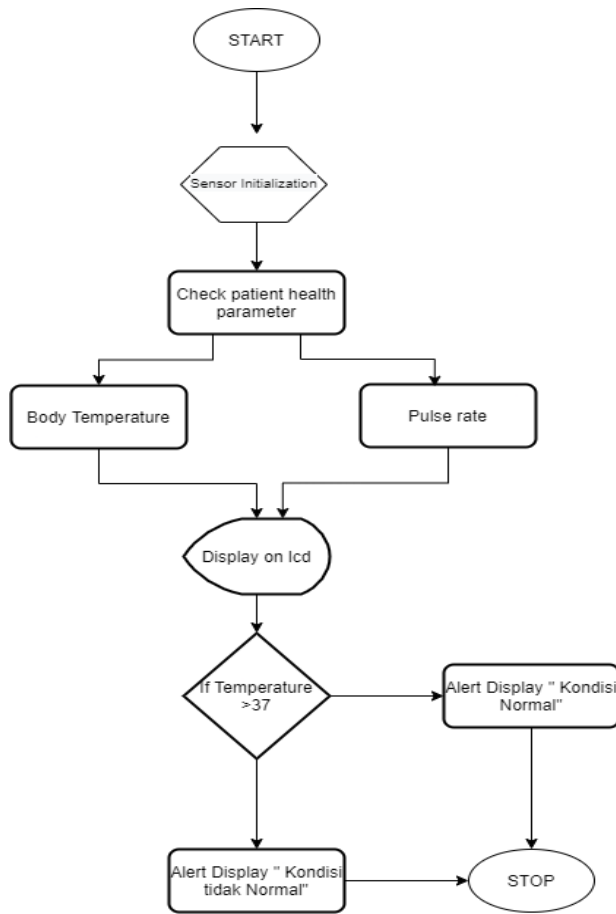 START
Sensor Initialization
Check patient health
parameter
Body Temperature
Pulse rate
Display on lcd
If Temperature
>37
Alert Display " Kondisi
Normal"
Alert Display " Kondisi
tidak Normal"
STOP